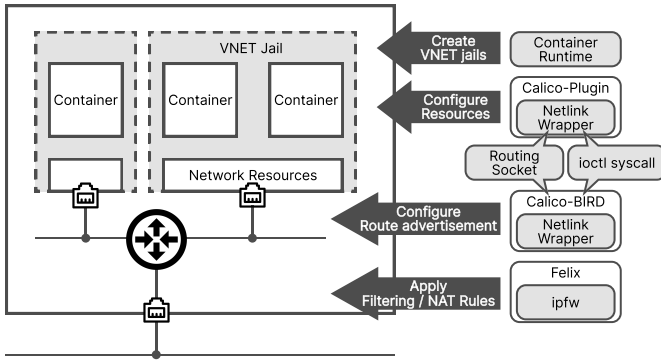 VNET Jail
Container
Container
Container
Network Resources
Create
VNET jails
Container
Runtime
Configure
Resources
Calico-Plugin
Netlink
Wrapper
Routing
Socket
ioctl syscall
Configure
Route advertisement
Calico-BIRD
Netlink
Wrapper
Apply
Filtering / NAT Rules
Felix
ipfw